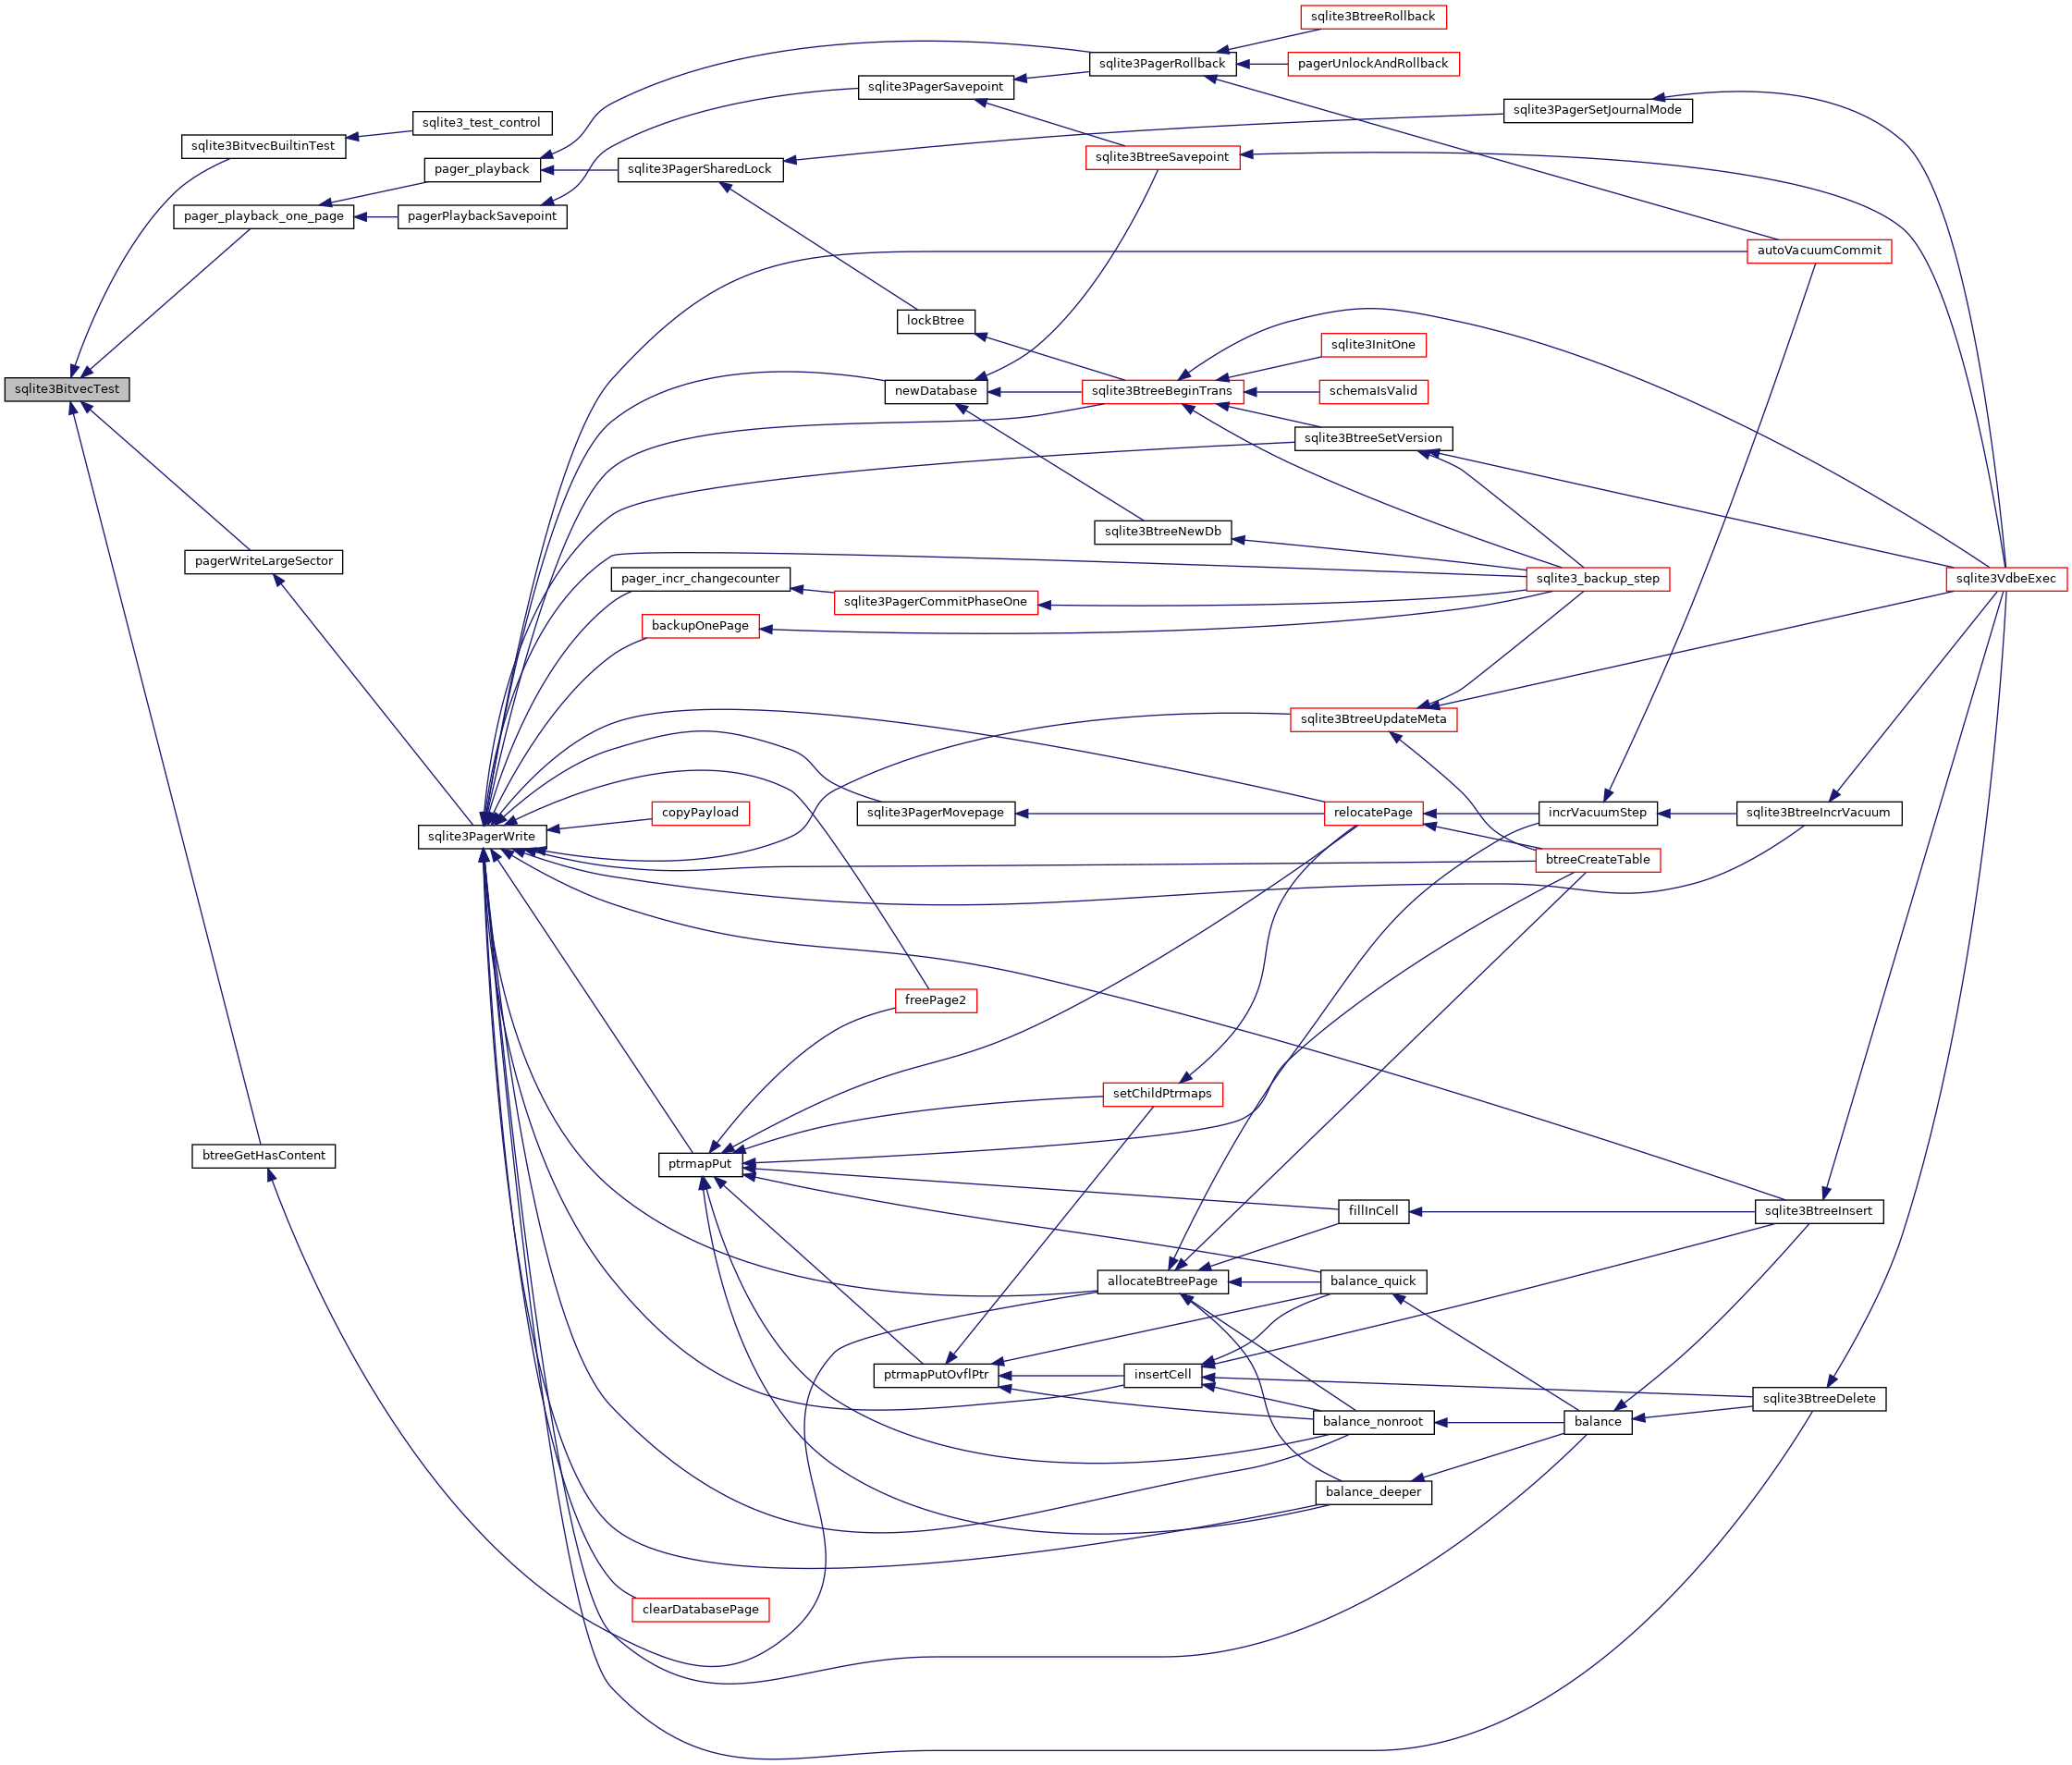 sqlite3BtreeRollback
sqlite3PagerRollback
pagerUnlockAndRollback
sqlite3PagerSavepoint
sqlite3PagerSetJournalMode
sqlite3_test_control
sqlite3BitvecBuiltinTest
sqlite3BtreeSavepoint
pager_playback
sqlite3PagerSharedLock
pager_playback_one_page
pagerPlaybackSavepoint
autoVacuumCommit
lockBtree
sqlite3InitOne
sqlite3BitvecTest
newDatabase
sqlite3BtreeBeginTrans
schemaIsValid
sqlite3BtreeSetVersion
sqlite3BtreeNewDb
pagerWriteLargeSector
pager_incr_changecounter
sqlite3_backup_step
sqlite3VdbeExec
sqlite3PagerCommitPhaseOne
backupOnePage
sqlite3BtreeUpdateMeta
copyPayload
sqlite3PagerMovepage
relocatePage
incrVacuumStep
sqlite3BtreeIncrVacuum
sqlite3PagerWrite
btreeCreateTable
freePage2
setChildPtrmaps
btreeGetHasContent
ptrmapPut
fillInCell
sqlite3BtreeInsert
allocateBtreePage
balance_quick
ptrmapPutOvflPtr
insertCell
sqlite3BtreeDelete
balance_nonroot
balance
balance_deeper
clearDatabasePage